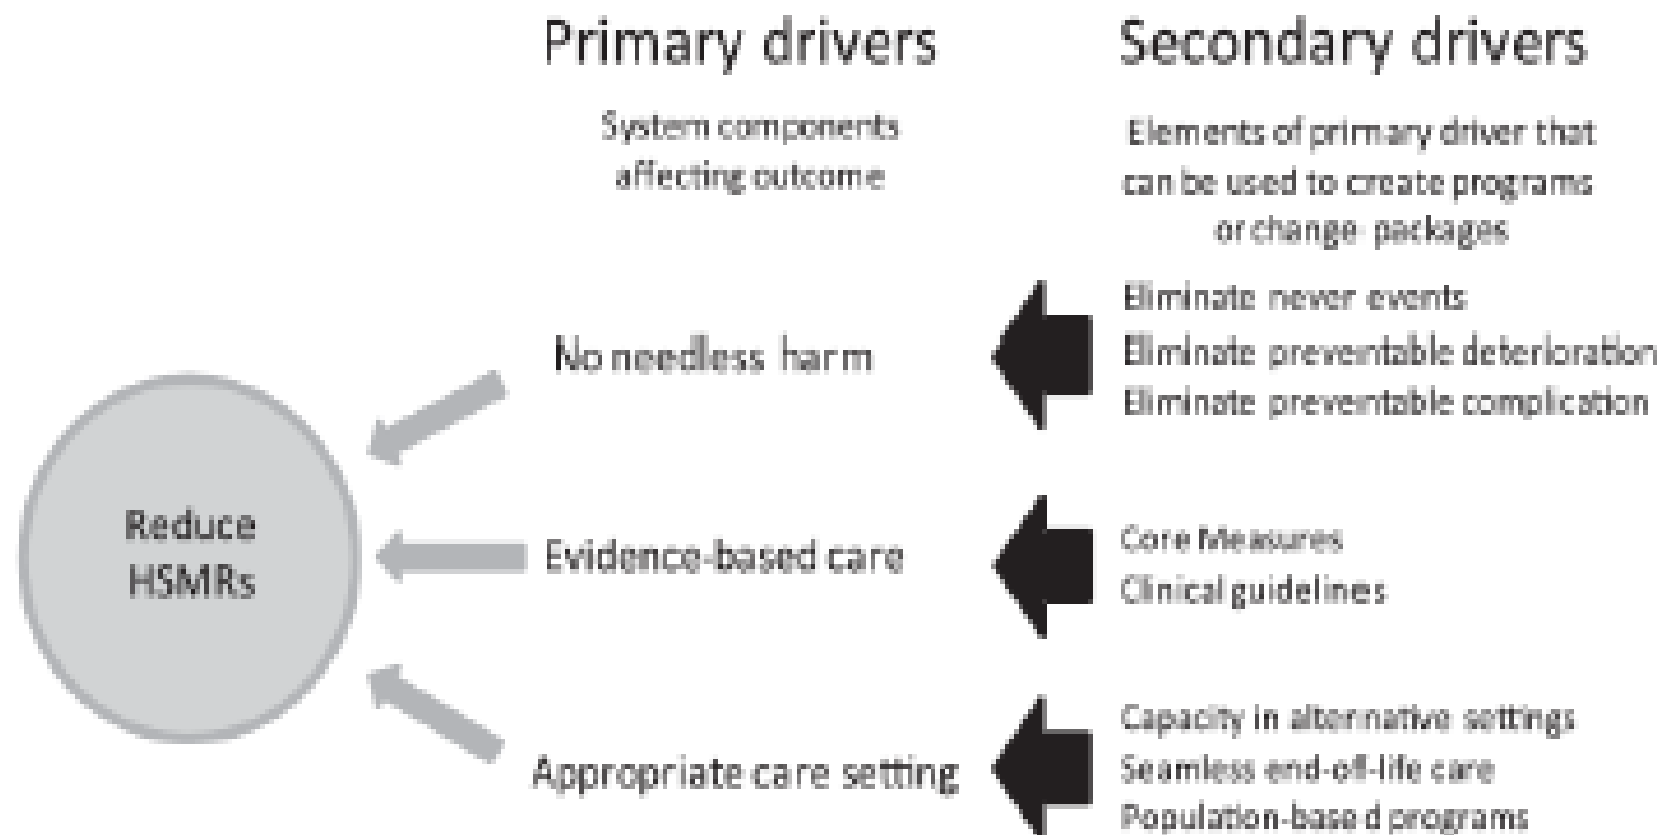 Primary drivers
System components
affecting outcome
Secondary drivers
Elements of primary driver that
can be used to create programs
or change packages
Reduce
HSMRs
No needless harm
Eliminate never events
Eliminate preventable deterioration
Eliminate preventable complication
Evidence-based care
Core Measures
Clinical guidelines
Appropriate care setting
Capacity in alternative settings
Seamless end-of-life care
Population-based programs